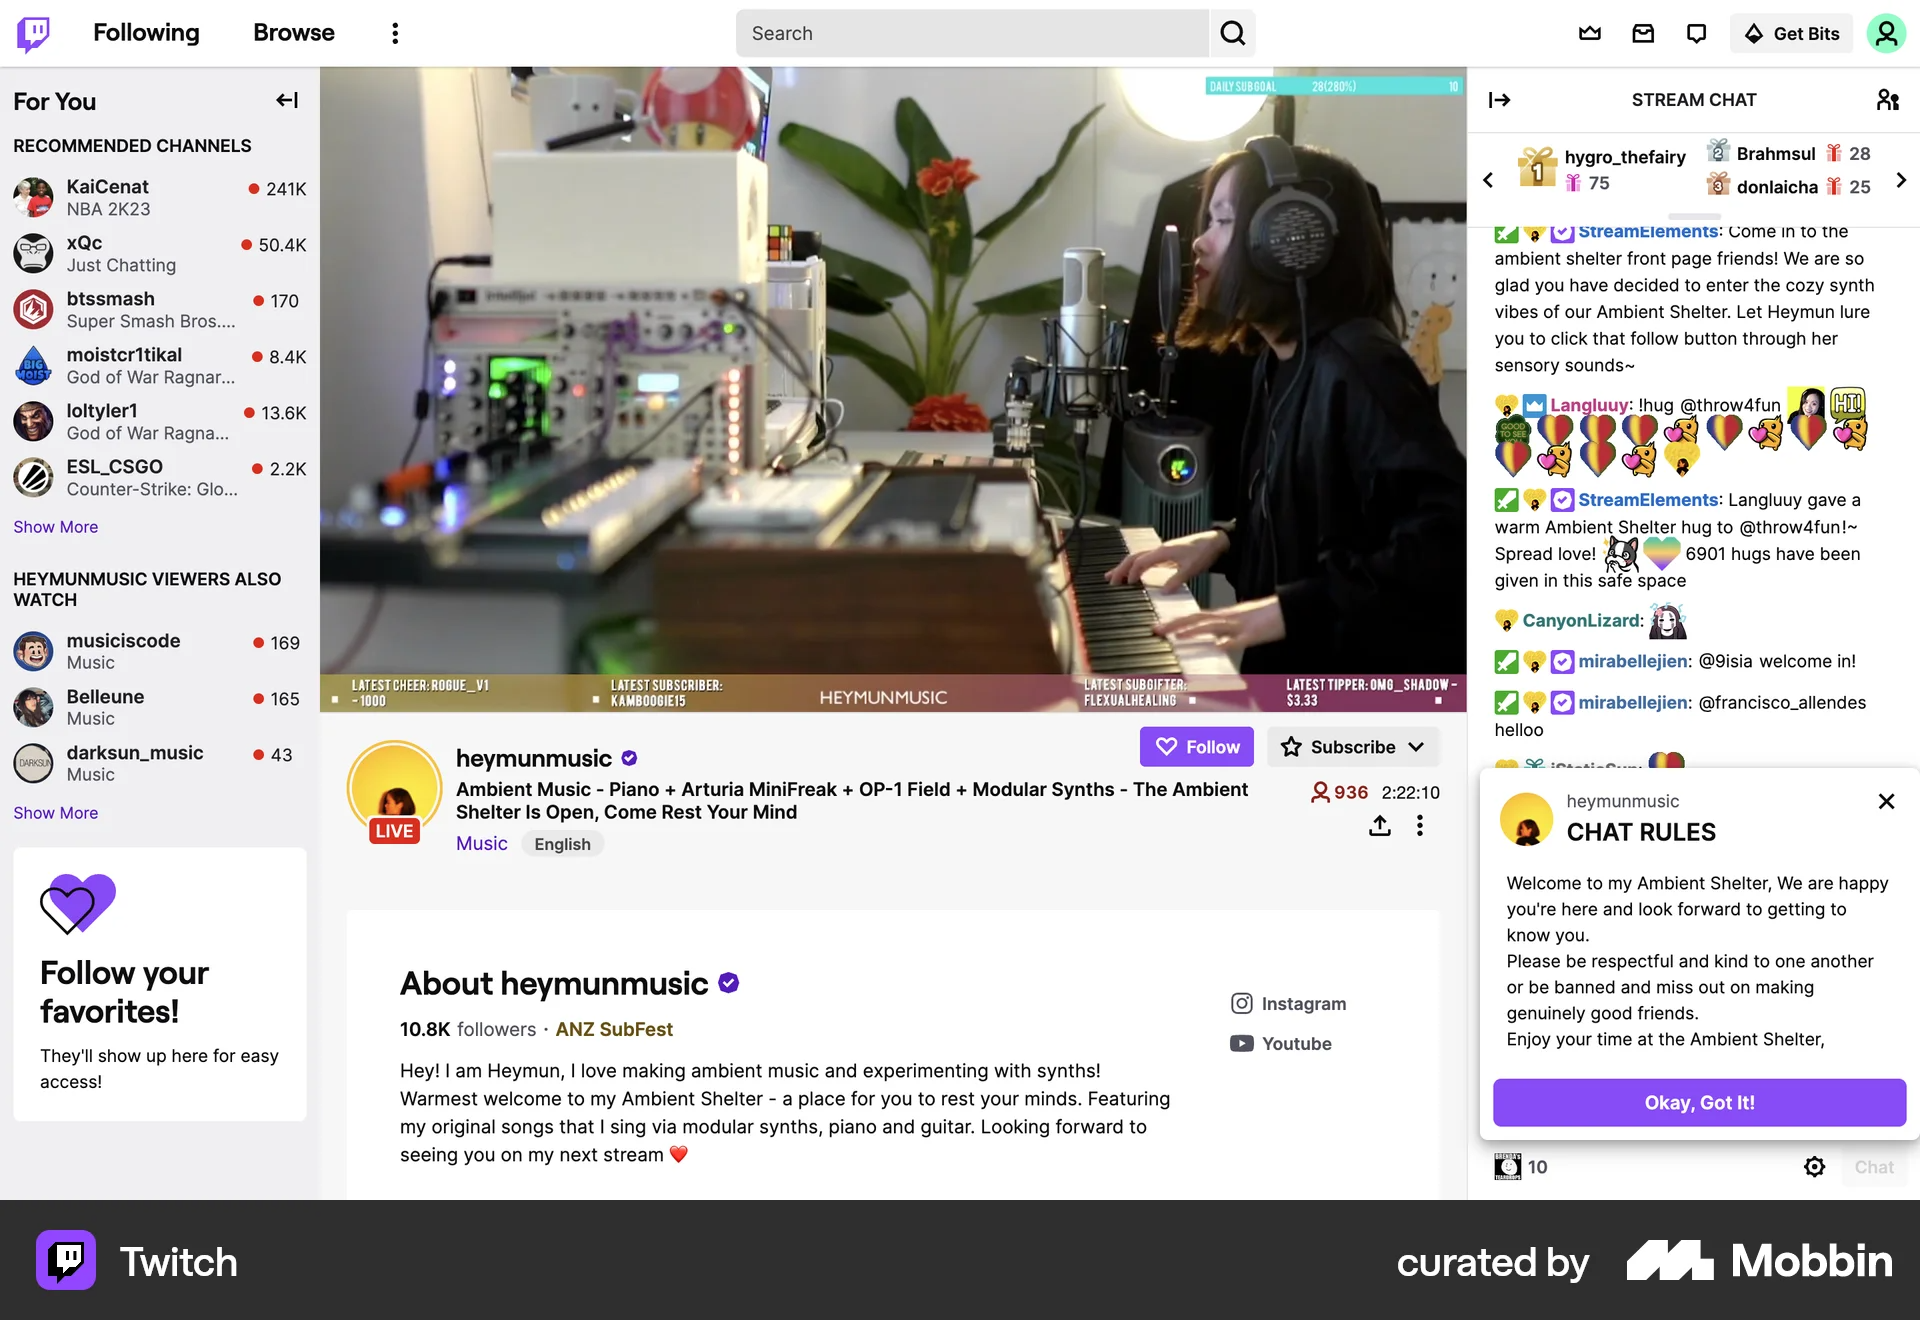 Following
Browse
Search
Get Bits
For You
RECOMMENDED CHANNELS
KaiCenat
241K
NBA 2K23
xQc
50.4K
Just Chatting
btssmash
170
Super Smash Bros....
moistcr1tikal
8.4K
God of War Ragnar...
loltyler1
13.6K
God of War Ragna...
ESL_CSGO
2.2K
Counter-Strike: Glo...
Show More
HEYMUNMUSIC VIEWERS ALSO
WATCH
musiciscode
169
Music
Belleune
165
Music
darksun_music
43
Music
Show More
Follow your
favorites!
They'll show up here for easy
access!
DAILY SUBGOAL 28(280%) 10
LATEST CHEER: ROGUE_V1
- 1000
LATEST SUBSCRIBER:
KAMBOOGIE15
HEYMUNMUSIC
LATEST SUBGIFTER:
FLEXUALHEALING
LATEST TIPPER: OMG_SHADOW -
$3.33
LIVE
heymunmusic
Follow
Subscribe
Ambient Music - Piano + Arturia MiniFreak + OP-1 Field + Modular Synths - The Ambient
Shelter Is Open, Come Rest Your Mind
936 2:22:10
Music
English
About heymunmusic
10.8K followers · ANZ SubFest
Hey! I am Heymun, I love making ambient music and experimenting with synths!
Warmest welcome to my Ambient Shelter - a place for you to rest your minds. Featuring
my original songs that I sing via modular synths, piano and guitar. Looking forward to
seeing you on my next stream ❤️
Instagram
Youtube
STREAM CHAT
1
hygro_thefairy
75
2
Brahmsul 28
3
donlaicha 25
StreamElements: Come in to the
ambient shelter front page friends! We are so
glad you have decided to enter the cozy synth
vibes of our Ambient Shelter. Let Heymun lure
you to click that follow button through her
sensory sounds~
Langluuy: !hug @throw4fun HI!
GOOD
TO SEE
YOU
StreamElements: Langluuy gave a
warm Ambient Shelter hug to @throw4fun!~
Spread love! 6901 hugs have been
given in this safe space
CanyonLizard:
mirabellejien: @9isia welcome in!
mirabellejien: @francisco_allendes
helloo
heymunmusic
CHAT RULES
Welcome to my Ambient Shelter, We are happy
you're here and look forward to getting to
know you.
Please be respectful and kind to one another
or be banned and miss out on making
genuinely good friends.
Enjoy your time at the Ambient Shelter,
Okay, Got It!
10
Chat
Twitch
curated by
Mobbin